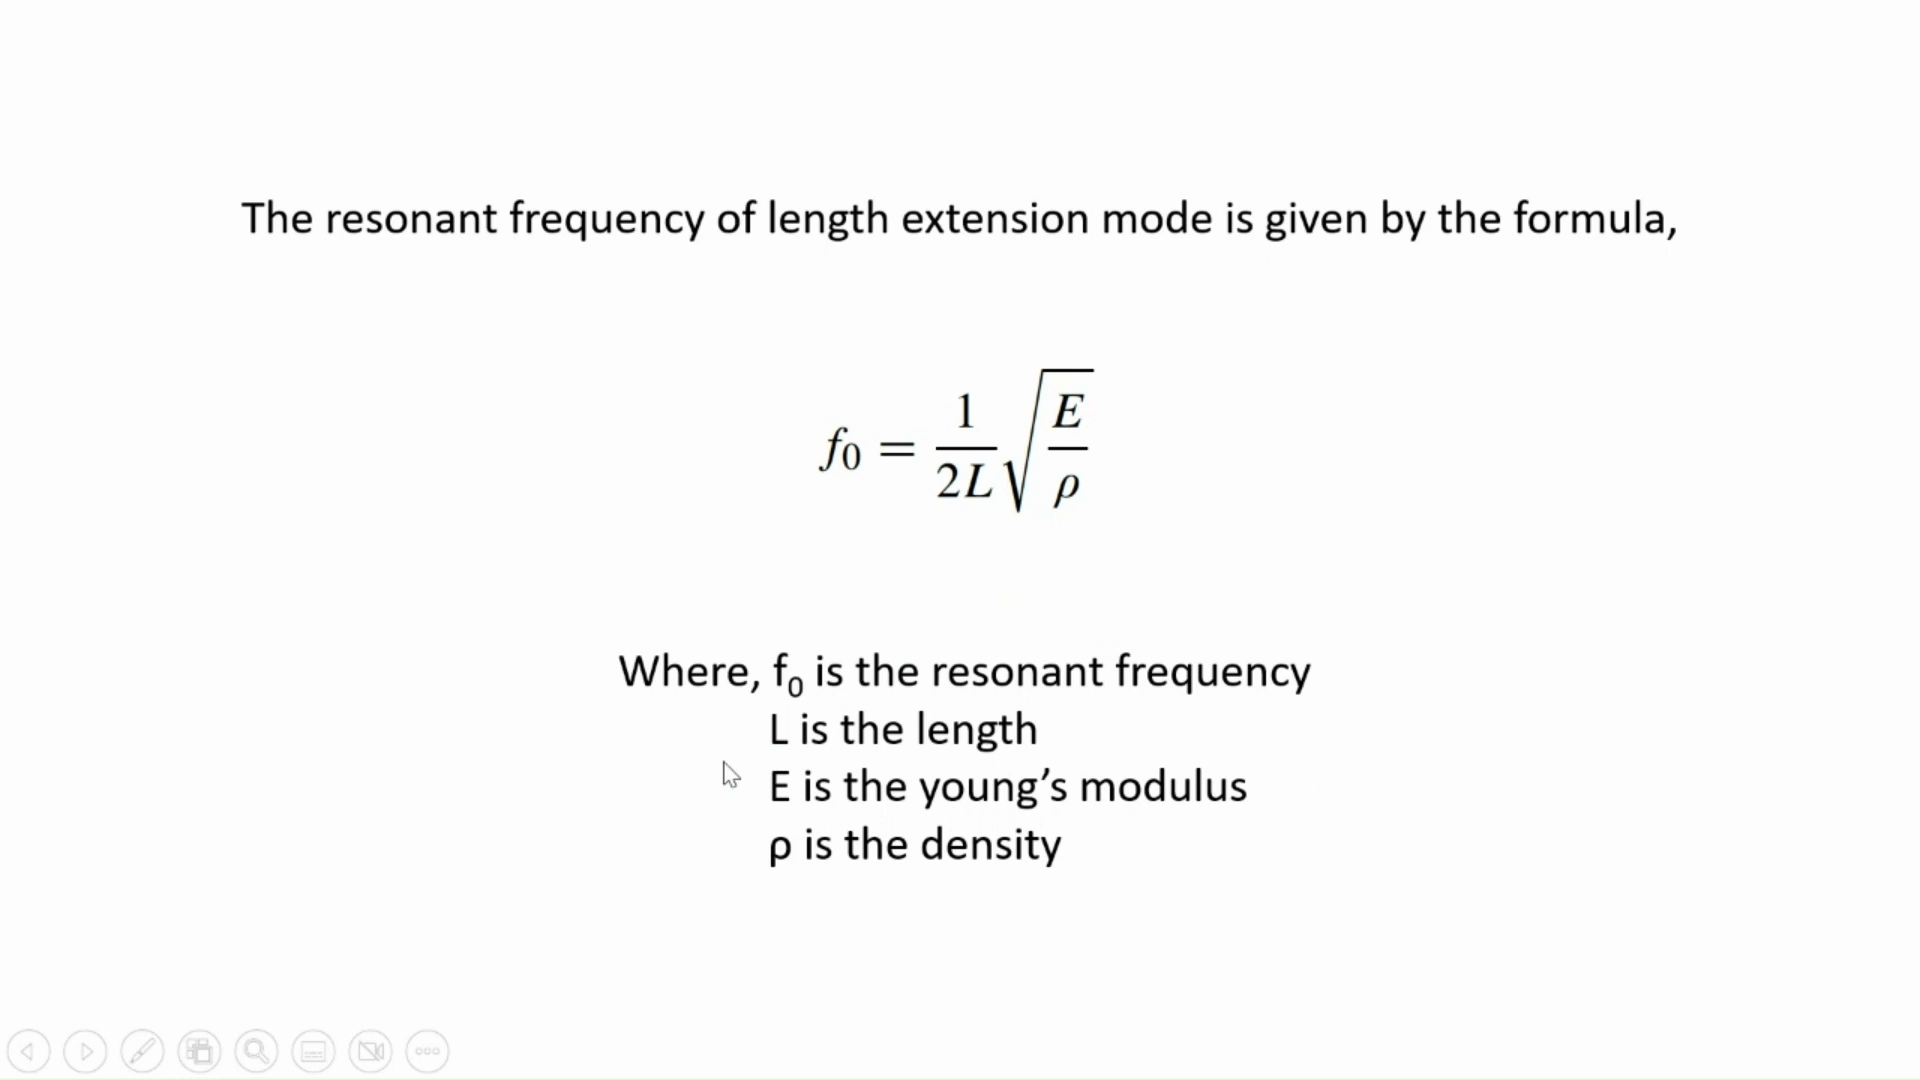 The resonant frequency of length extension mode is given by the formula,
f₀ = 1/2L √E/ρ
Where, f₀ is the resonant frequency
L is the length
E is the young’s modulus
ρ is the density